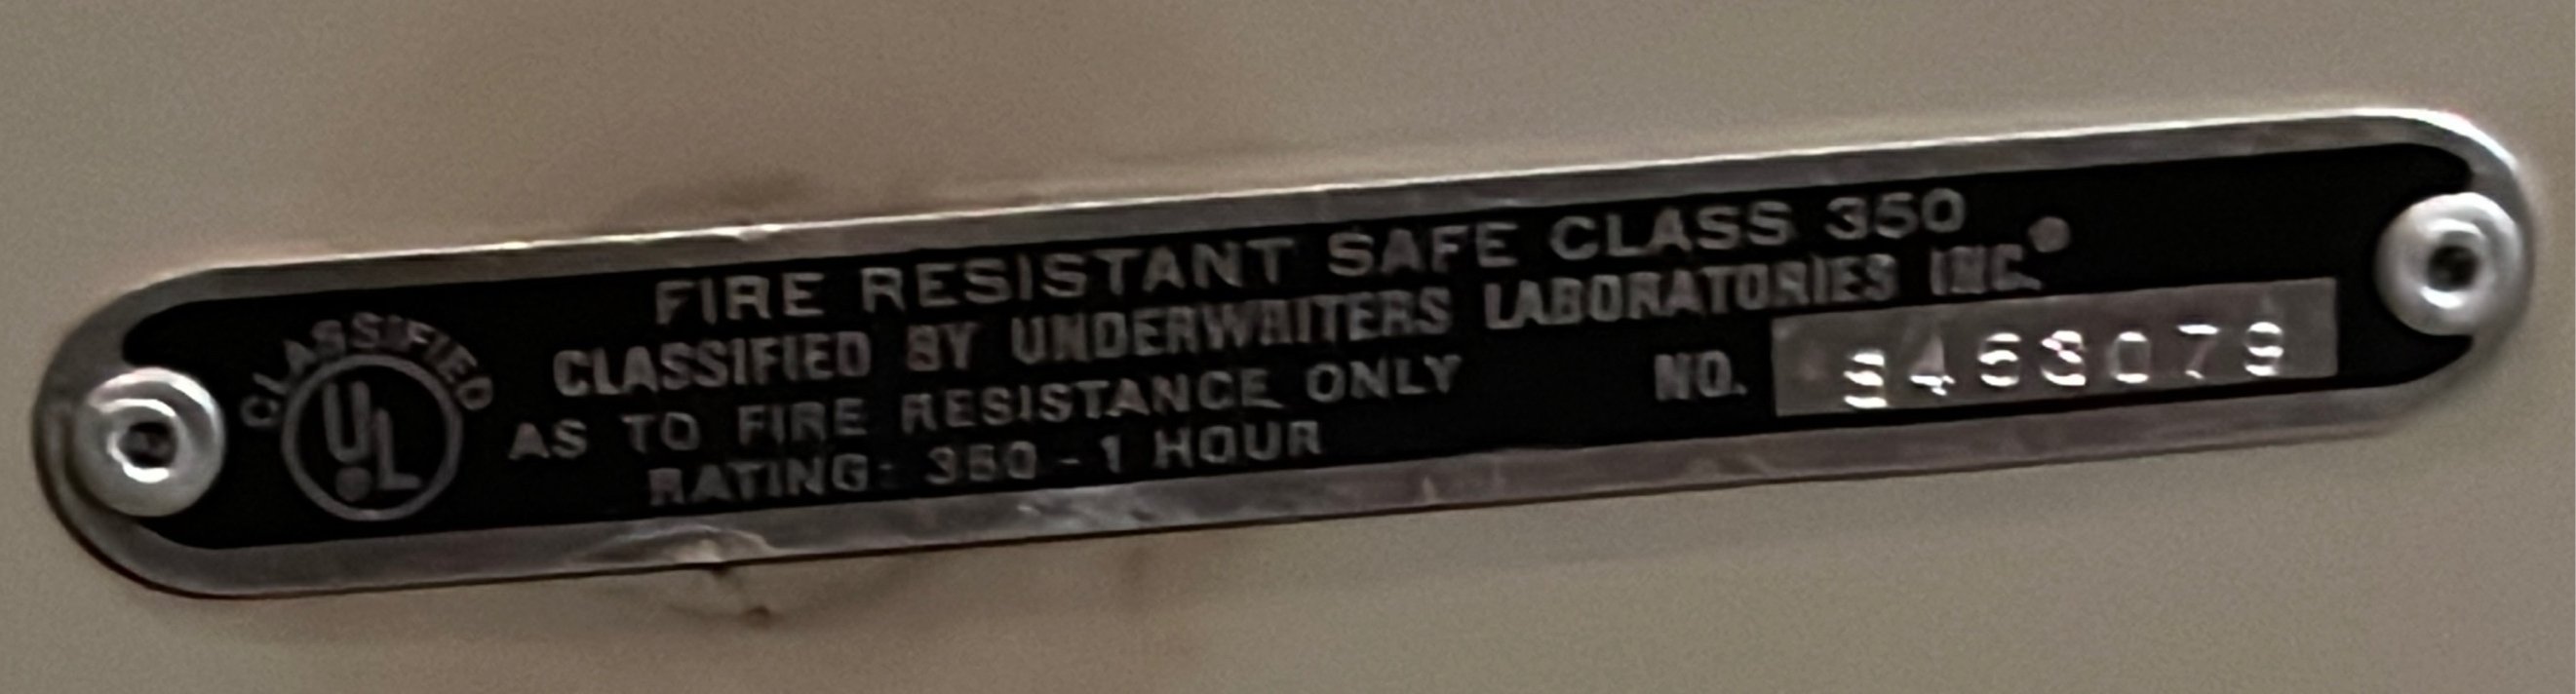 FIRE RESISTANT SAFE CLASS 350
CLASSIFIED BY UNDERWRITERS LABORATORIES INC.®
AS TO FIRE RESISTANCE ONLY
RATING: 350 - 1 HOUR
NO.
CLASSIFIED
UL